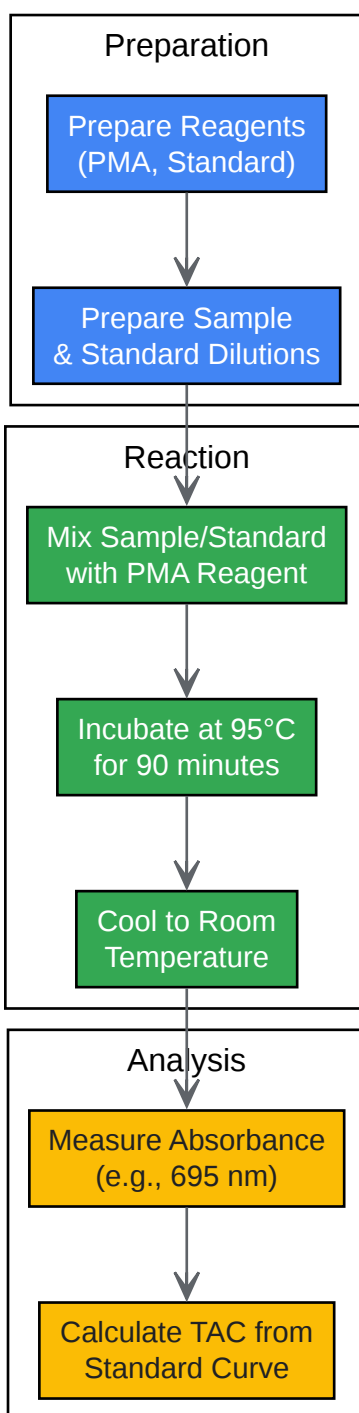 Preparation
Prepare Reagents
(PMA, Standard)
Prepare Sample
& Standard Dilutions
Reaction
Mix Sample/Standard
with PMA Reagent
Incubate at 95°C
for 90 minutes
Cool to Room
Temperature
Analysis
Measure Absorbance
(e.g., 695 nm)
Calculate TAC from
Standard Curve